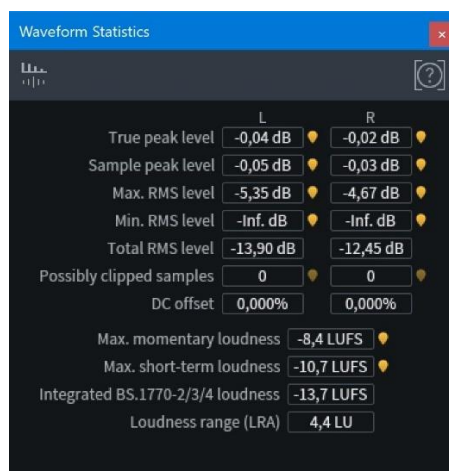 Waveform Statistics
L R
True peak level -0,04 dB -0,02 dB
Sample peak level -0,05 dB -0,03 dB
Max. RMS level -5,35 dB -4,67 dB
Min. RMS level -Inf. dB -Inf. dB
Total RMS level -13,90 dB -12,45 dB
Possibly clipped samples 0 0
DC offset 0,000% 0,000%
Max. momentary loudness -8,4 LUFS
Max. short-term loudness -10,7 LUFS
Integrated BS.1770-2/3/4 loudness -13,7 LUFS
Loudness range (LRA) 4,4 LU